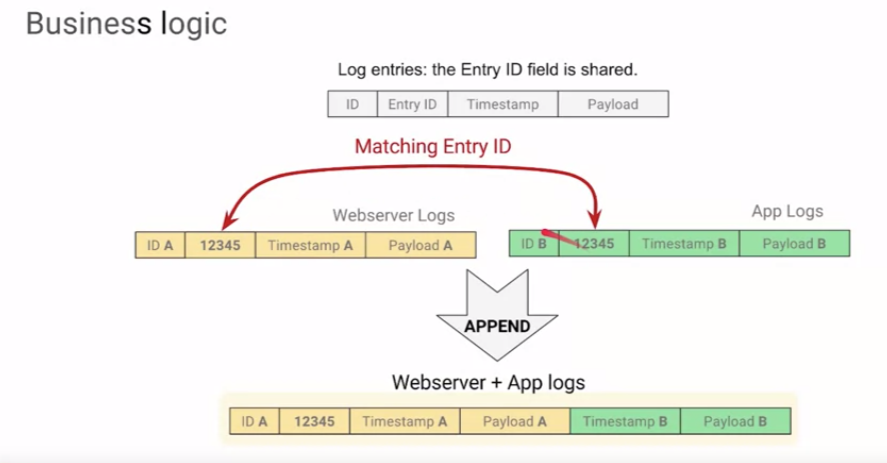 Business logic
Log entries: the Entry ID field is shared.
ID Entry ID Timestamp Payload
Matching Entry ID
Webserver Logs
App Logs
ID A 12345 Timestamp A Payload A
ID B 12345 Timestamp B Payload B
APPEND
Webserver + App logs
ID A 12345 Timestamp A Payload A Timestamp B Payload B